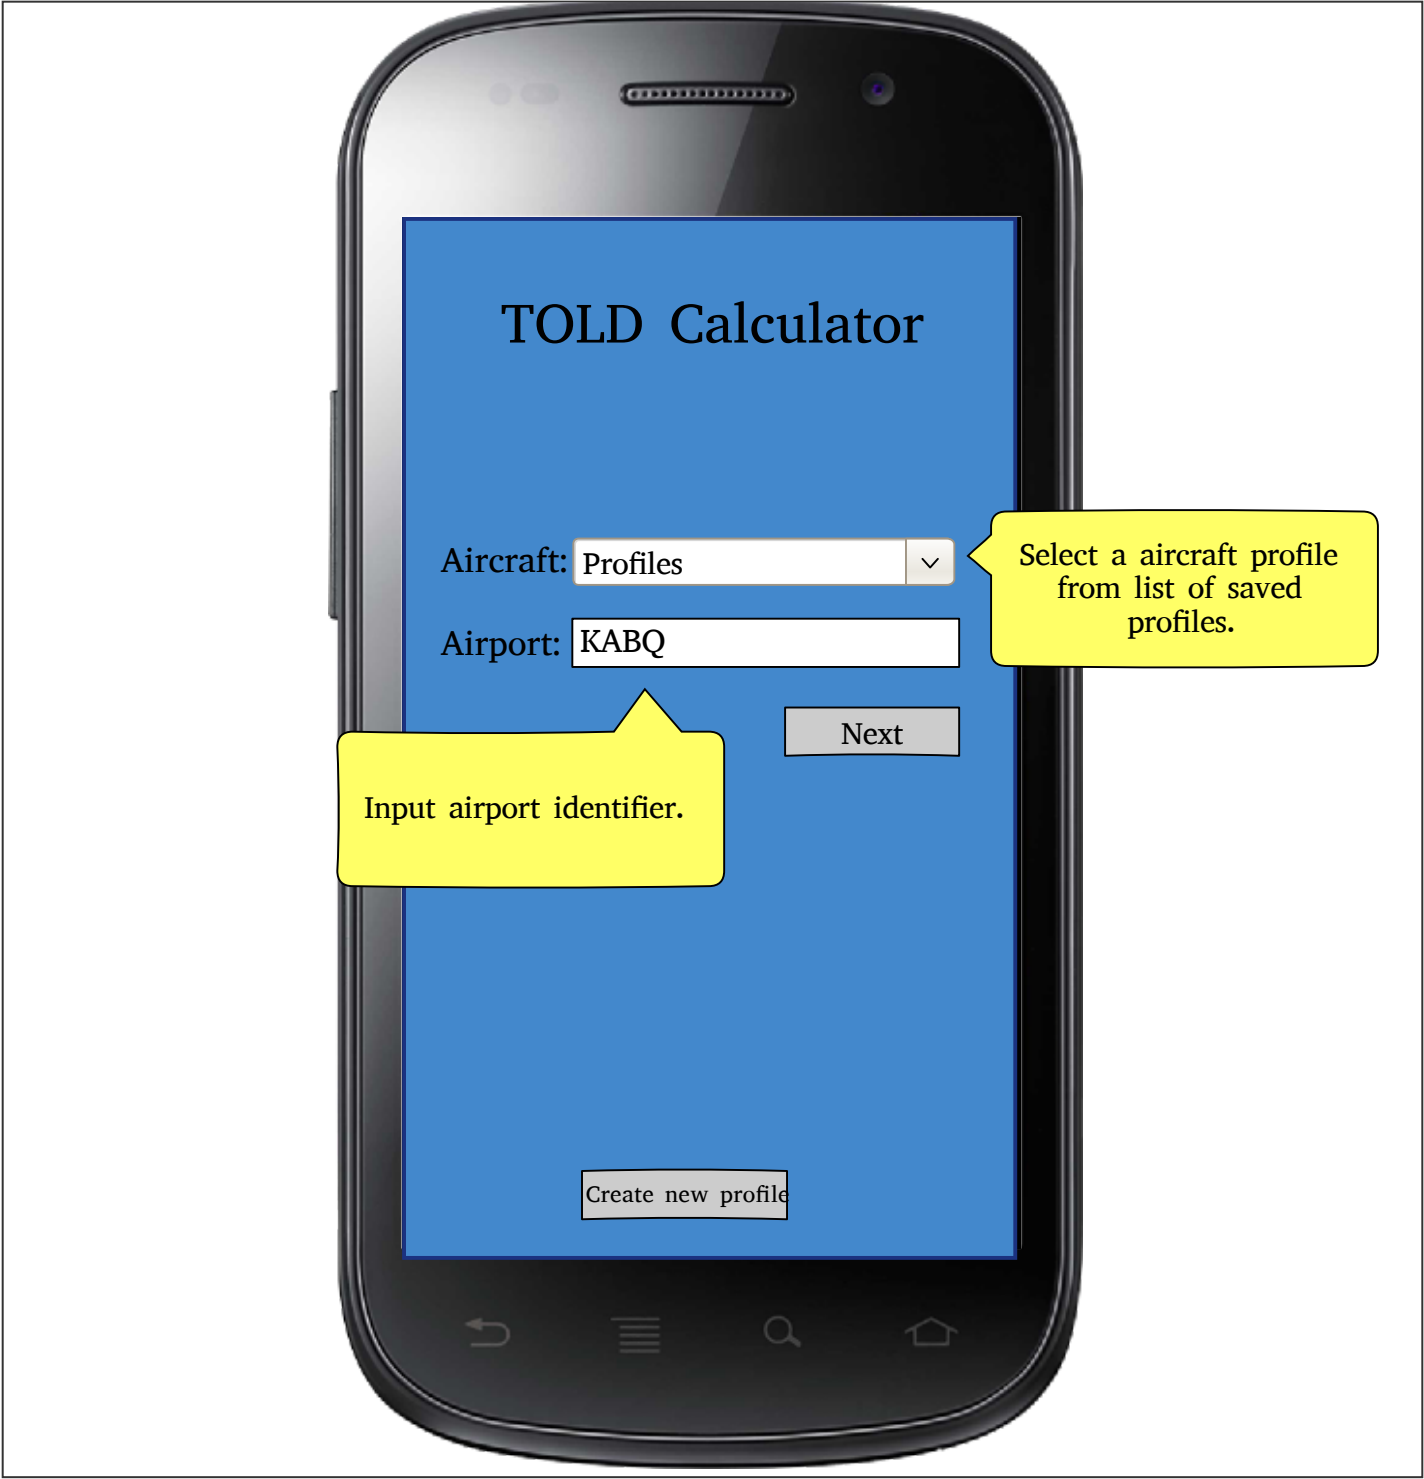 TOLD Calculator
Aircraft: Profiles
Select a aircraft profile
from list of saved
profiles.
Airport: KABQ
Next
Input airport identifier.
Create new profile